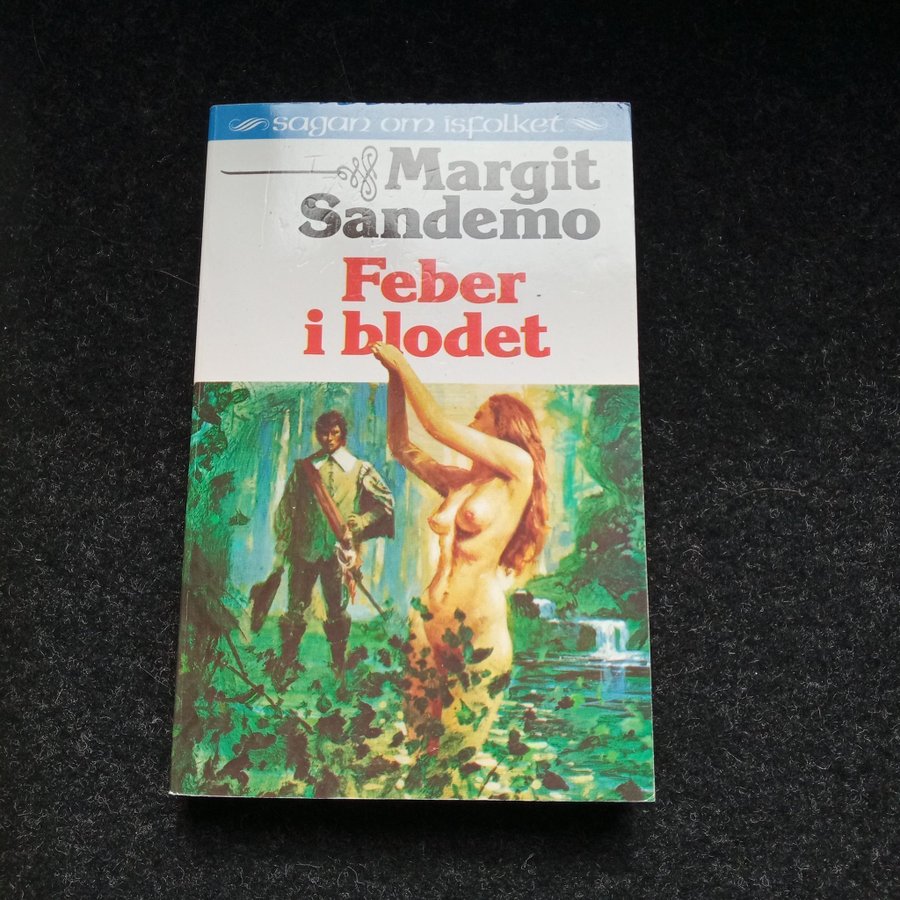 sagan om isfolket
Margit
Sandemo
Feber
i blodet